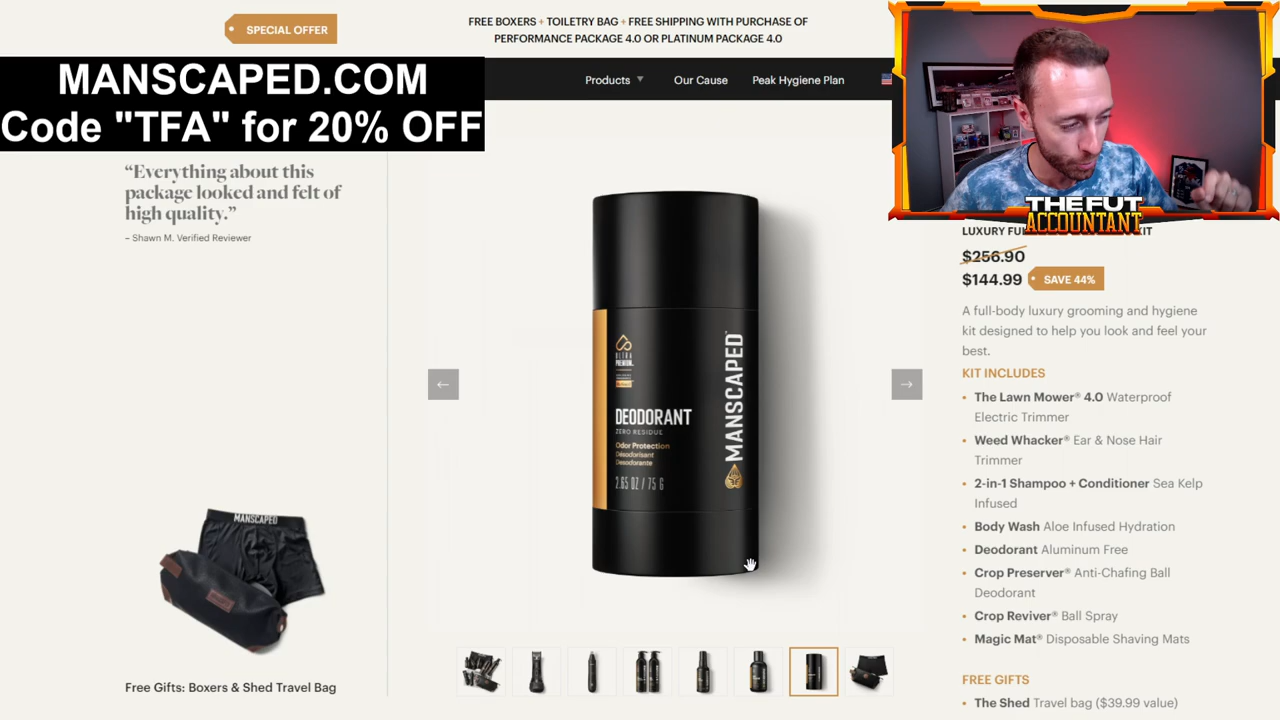 SPECIAL OFFER
FREE BOXERS + TOILETRY BAG + FREE SHIPPING WITH PURCHASE OF
PERFORMANCE PACKAGE 4.0 OR PLATINUM PACKAGE 4.0
MANSCAPED.COM
Code "TFA" for 20% OFF
Products
Our Cause
Peak Hygiene Plan
“Everything about this
package looked and felt of
high quality.”
– Shawn M. Verified Reviewer
MANSCAPED
Free Gifts: Boxers & Shed Travel Bag
ULTRA
PREMIUM
DEODORANT
ZERO RESIDUE
Odor Protection
Désodorisant
Desodorante
2.65 OZ / 75 G
MANSCAPED
THE FUT
ACCOUNTANT
LUXURY FU
KIT
$256.90
$144.99
SAVE 44%
A full-body luxury grooming and hygiene
kit designed to help you look and feel your
best.
KIT INCLUDES
• The Lawn Mower® 4.0 Waterproof
Electric Trimmer
• Weed Whacker® Ear & Nose Hair
Trimmer
• 2-in-1 Shampoo + Conditioner Sea Kelp
Infused
• Body Wash Aloe Infused Hydration
• Deodorant Aluminum Free
• Crop Preserver® Anti-Chafing Ball
Deodorant
• Crop Reviver® Ball Spray
• Magic Mat® Disposable Shaving Mats
FREE GIFTS
• The Shed Travel bag ($39.99 value)